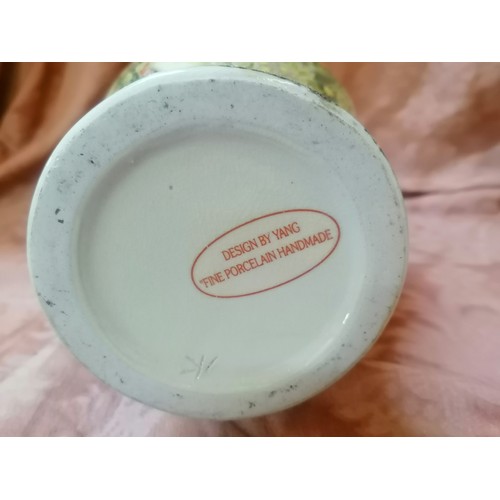 DESIGN BY YANG
"FINE PORCELAIN HANDMADE